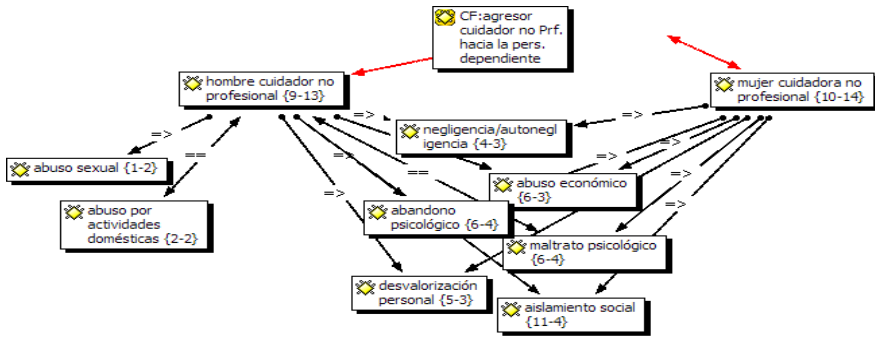 CF:agresor
cuidador no Prf.
hacia la pers.
dependiente
hombre cuidador no
profesional {9-13}
mujer cuidadora no
profesional {10-14}
=>
=>
negligencia/autonegl
igencia {4-3}
==
=>
==
=>
=>
abuso sexual {1-2}
abuso económico
{6-3}
=>
=>
abuso por
actividades
domésticas {2-2}
abandono
psicológico {6-4}
=>
maltrato psicológico
{6-4}
desvalorización
personal {5-3}
aislamiento social
{11-4}